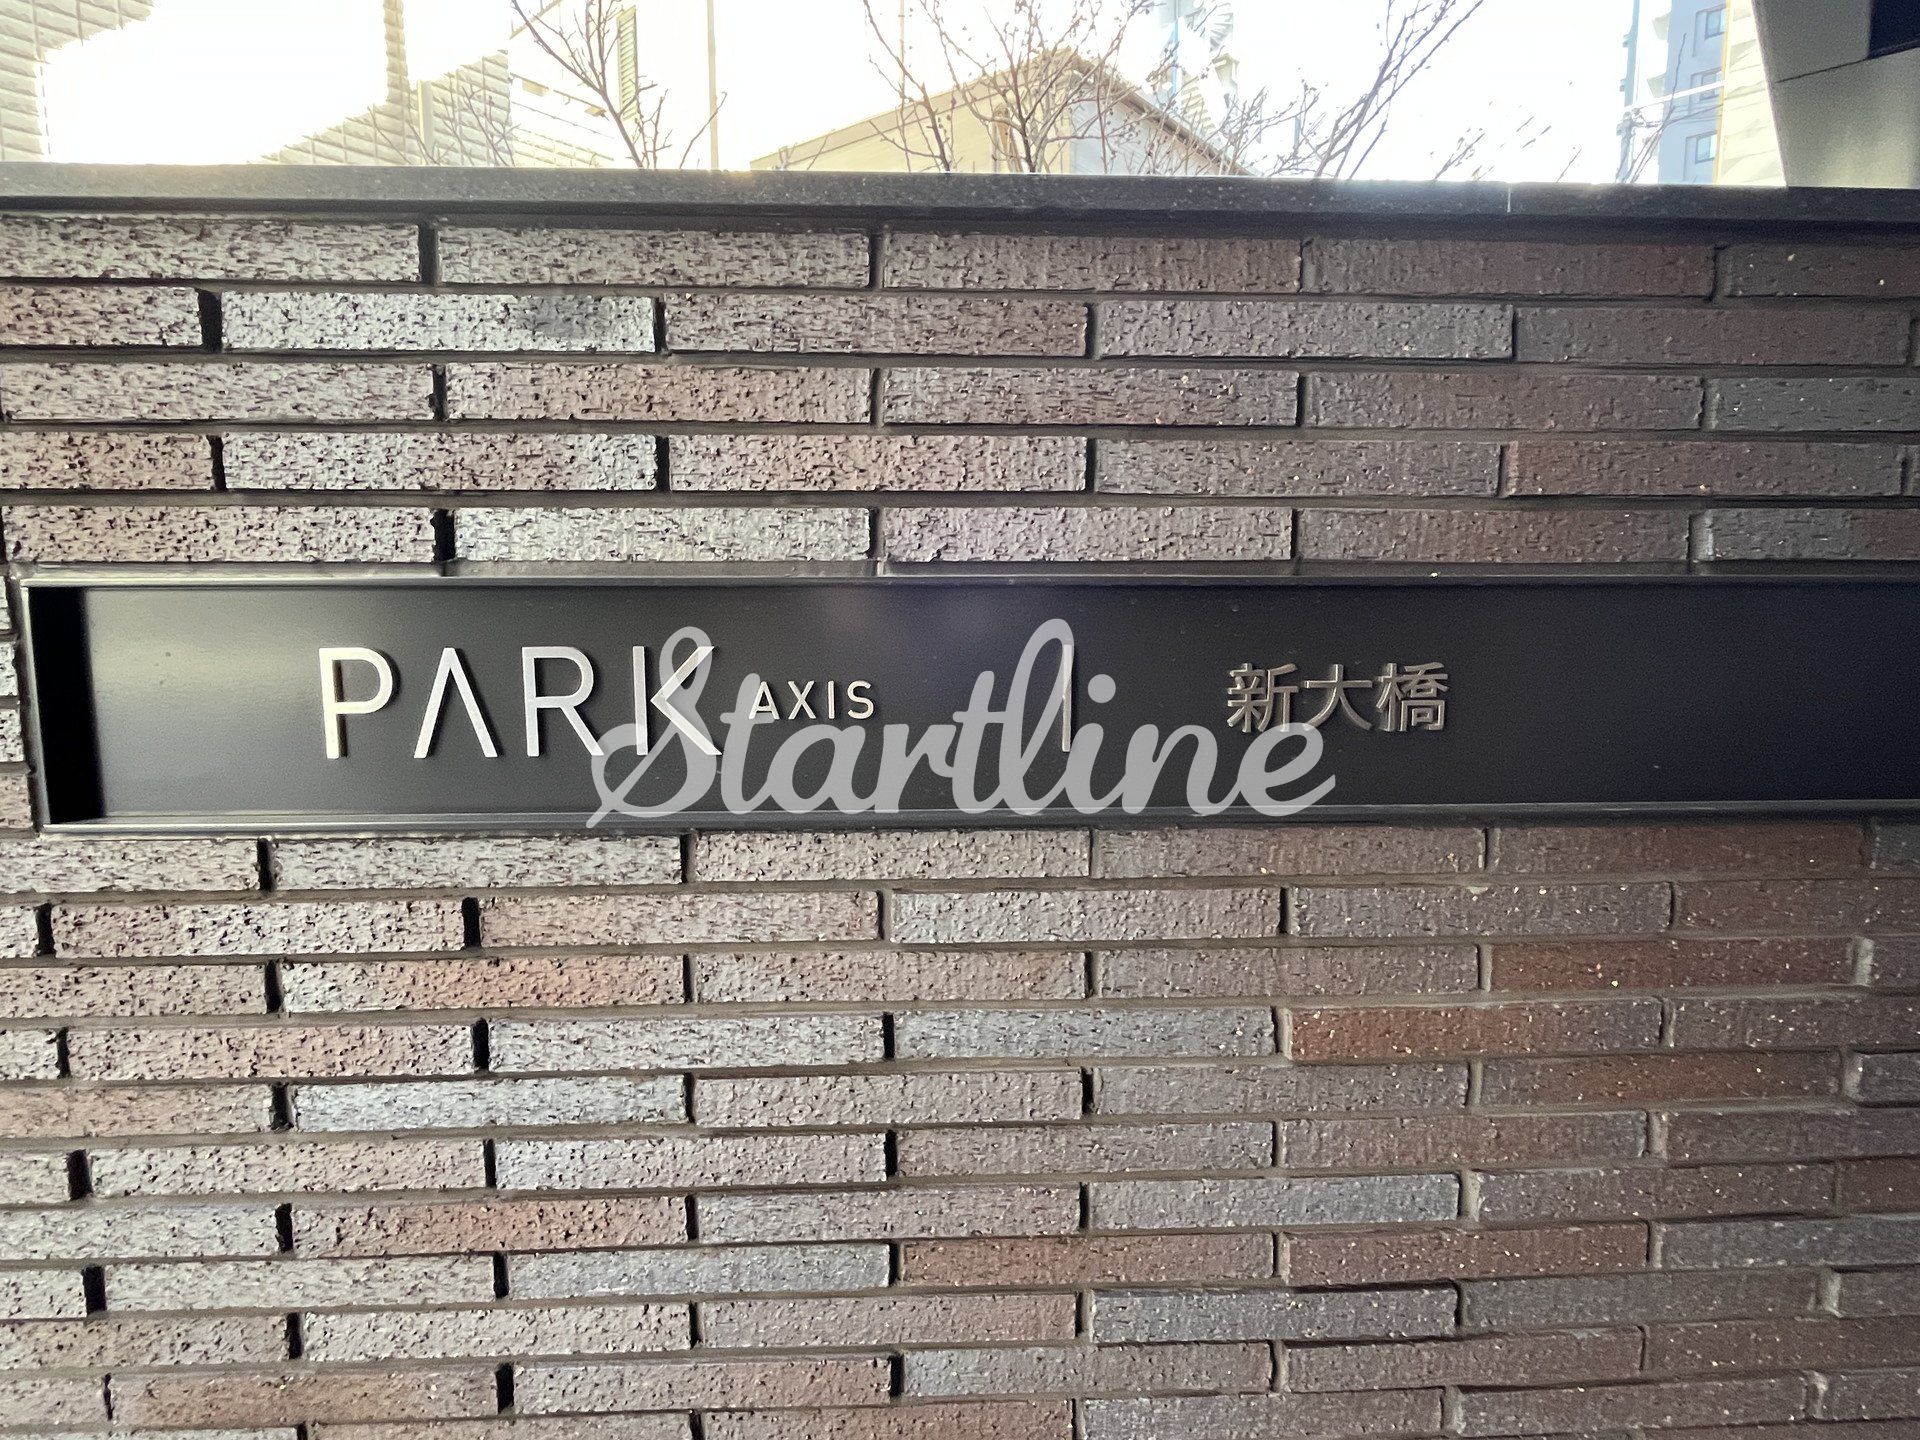 PARK AXIS | 新大橋
Startline